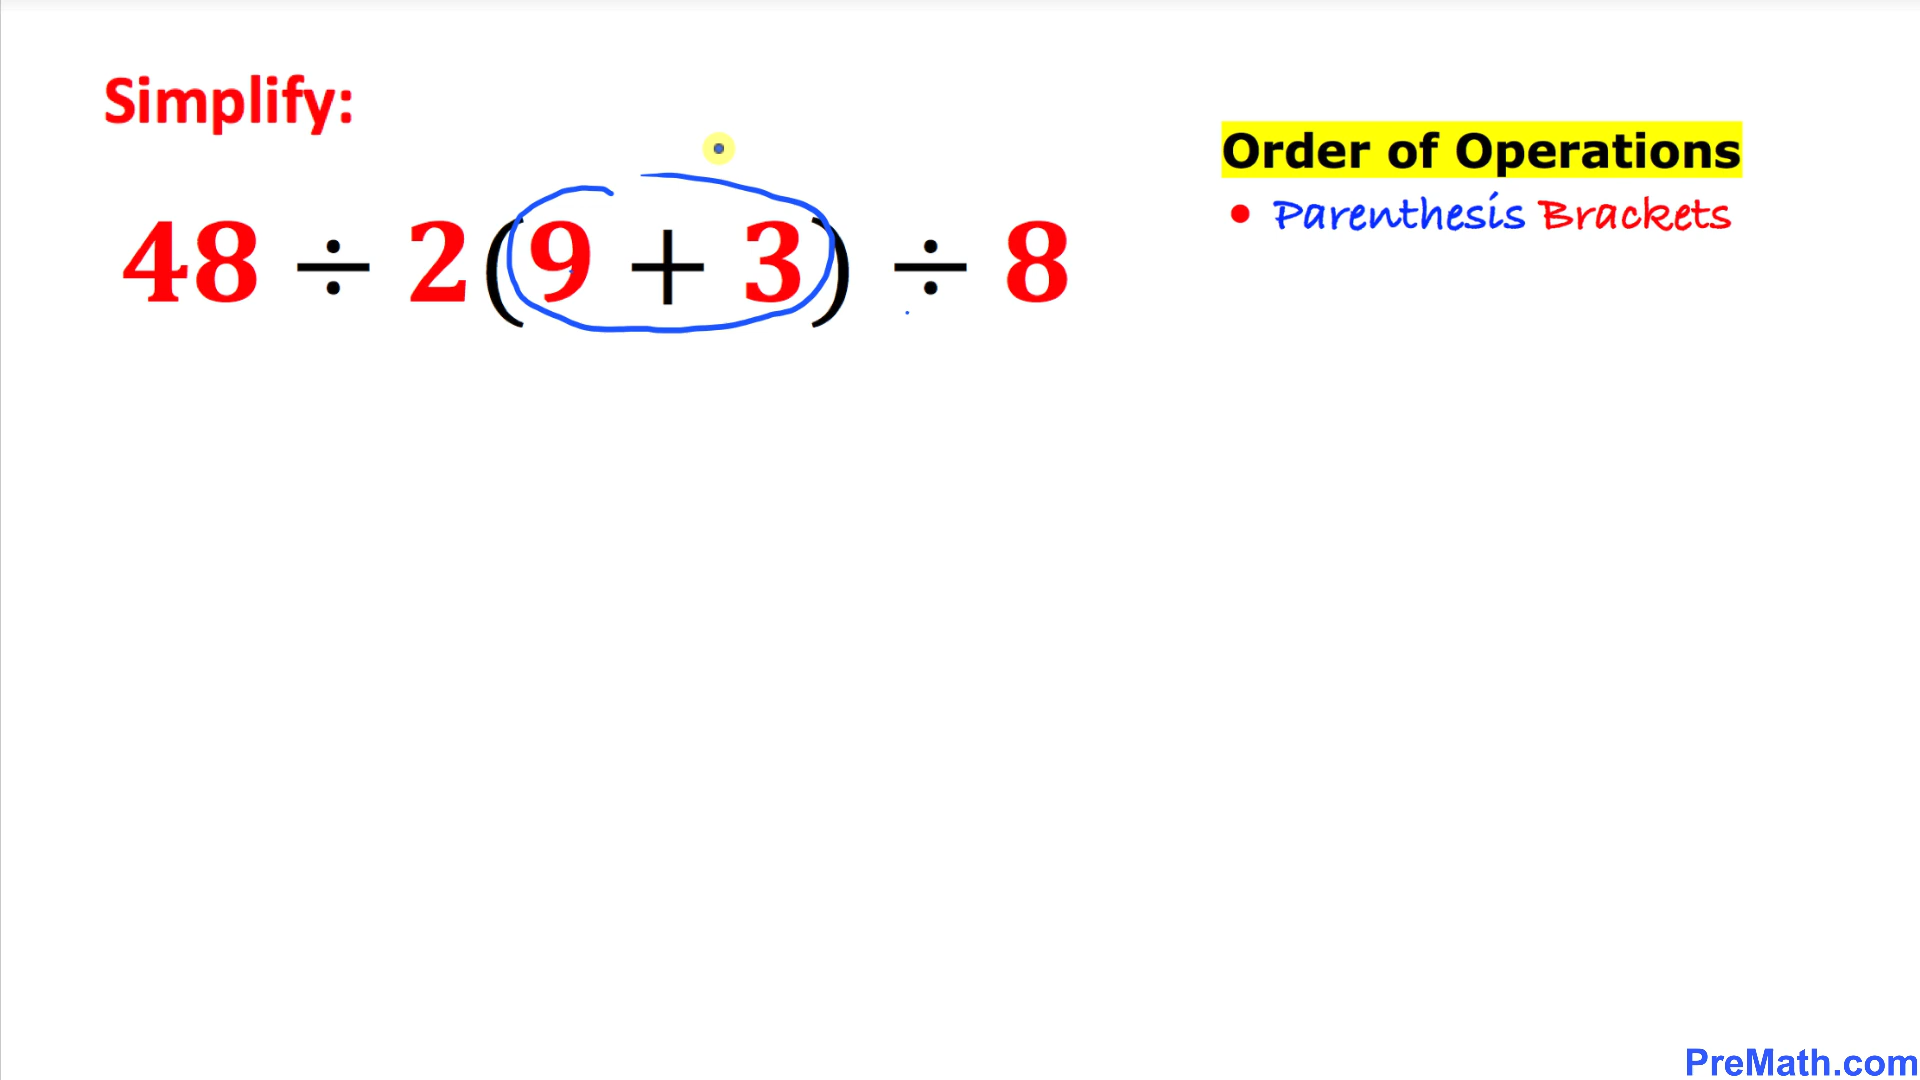 Simplify:
Order of Operations
• Parenthesis Brackets
48 ÷ 2(9 + 3) ÷ 8
PreMath.com